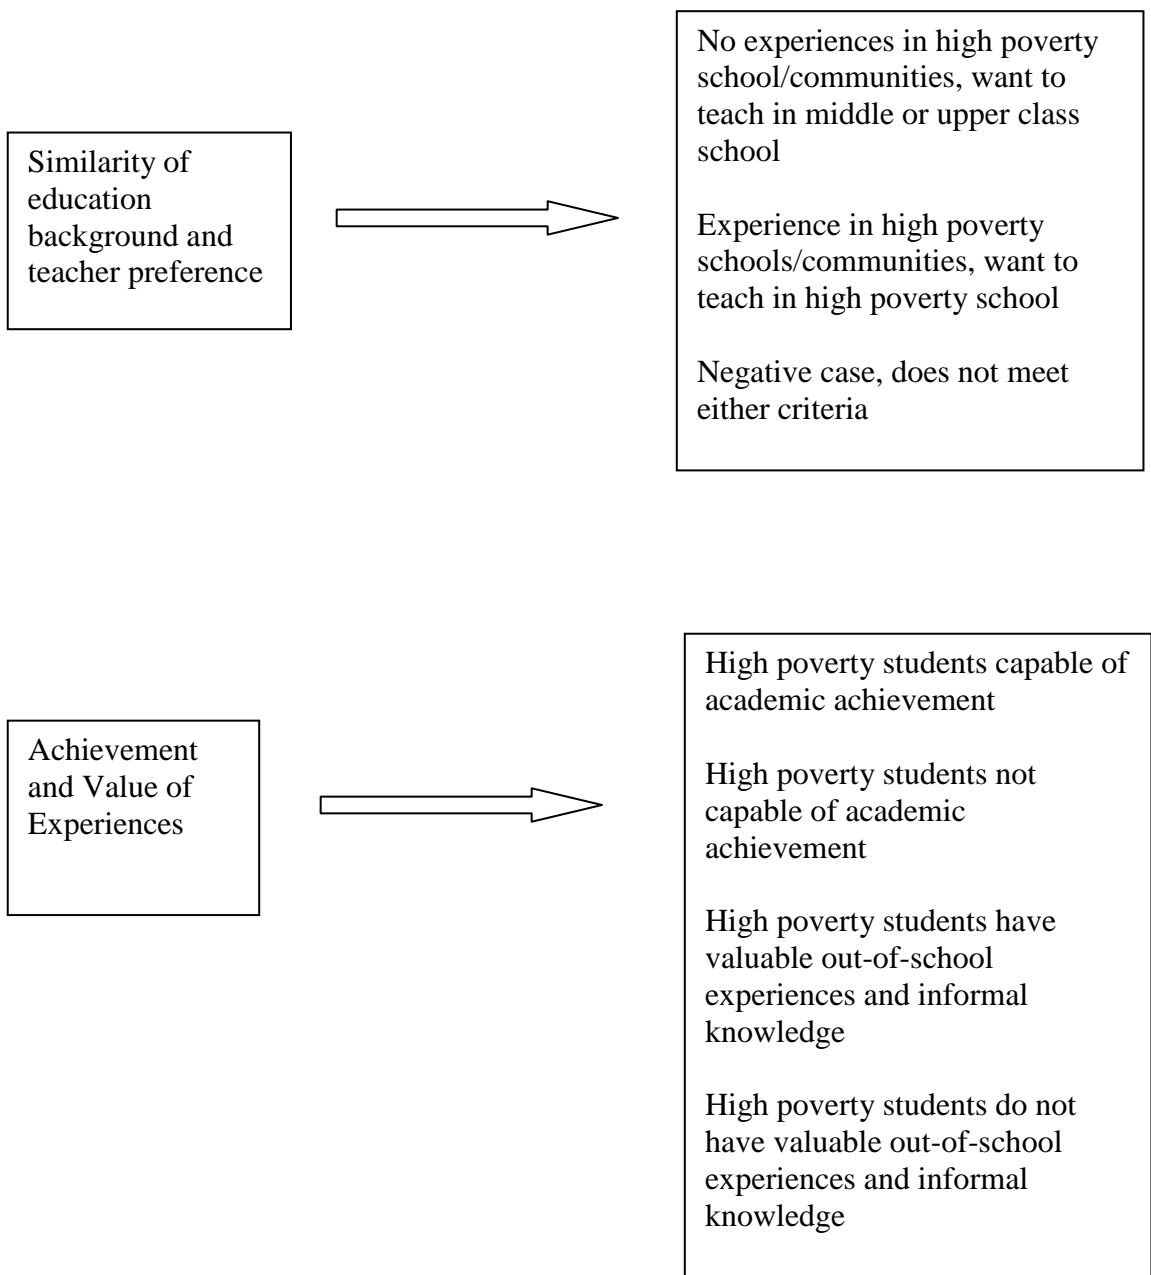 Similarity of
education
background and
teacher preference
No experiences in high poverty
school/communities, want to
teach in middle or upper class
school
Experience in high poverty
schools/communities, want to
teach in high poverty school
Negative case, does not meet
either criteria
Achievement
and Value of
Experiences
High poverty students capable of
academic achievement
High poverty students not
capable of academic
achievement
High poverty students have
valuable out-of-school
experiences and informal
knowledge
High poverty students do not
have valuable out-of-school
experiences and informal
knowledge